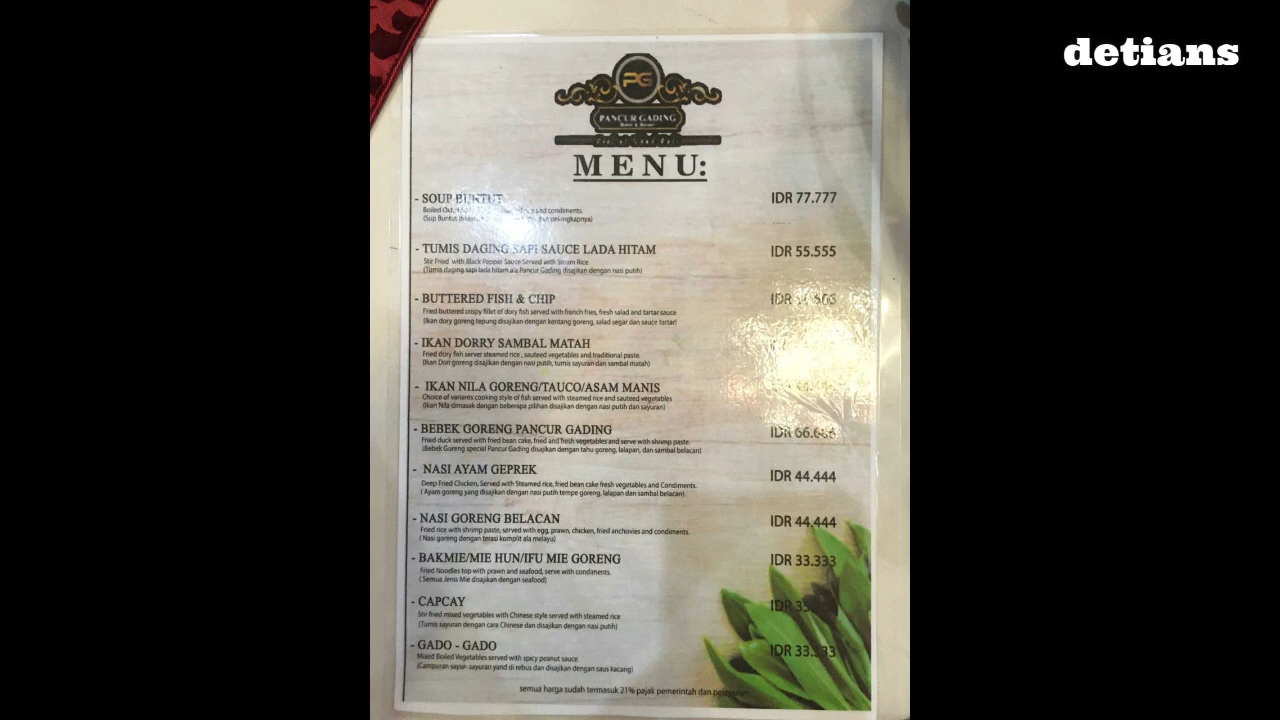 detians
PG
PANCUR GADING
MENU:
- SOUP BUNTUT IDR 77.777
Boiled and condiments.
(Sup Buntut
- TUMIS DAGING SAPI SAUCE LADA HITAM IDR 55.555
Stir Fried with Black Pepper Sauce Served with Steam Rice
(Tumis daging sapi lada hitam ala Pancur Gading disajikan dengan nasi putih)
- BUTTERED FISH & CHIP IDR
Fried buttered crispy fillet of dory fish served with french fries, fresh salad and tartar sauce
(Ikan dory goreng tepung disajikan dengan kentang goreng, salad segar dan sauce tartar)
- IKAN DORRY SAMBAL MATAH
Fried dory fish server steamed rice , sauteed vegetables and traditional paste.
(Ikan Dori goreng disajikan dengan nasi putih, tumis sayuran dan sambal matah)
- IKAN NILA GORENG/TAUCO/ASAM MANIS
Choice of variants cooking style of fish served with steamed rice and sauteed vegetables
(Ikan Nila dimasak dengan beberapa pilihan disajikan dengan nasi putih dan sayuran)
- BEBEK GORENG PANCUR GADING IDR 66.666
Fried duck served with fried bean cake, fried and fresh vegetables and serve with shrimp paste.
(Bebek Goreng special Pancur Gading disajikan dengan tahu goreng, lalapan, dan sambal belacan)
- NASI AYAM GEPREK IDR 44.444
Deep Fried Chicken, Served with Steamed rice, fried bean cake fresh vegetables and Condiments.
( Ayam goreng yang disajikan dengan nasi putih tempe goreng, lalapan dan sambal belacan).
- NASI GORENG BELACAN IDR 44.444
Fried rice with shrimp paste, served with egg, prawn, chicken, fried anchovies and condiments.
( Nasi goreng dengan terasi komplit ala melayu)
- BAKMIE/MIE HUN/IFU MIE GORENG IDR 33.333
Fried Noodles top with prawn and seafood, serve with condiments.
( Semua Jenis Mie disajikan dengan seafood)
- CAPCAY IDR
Stir fried mixed vegetables with Chinese style served with steamed rice
(Tumis sayuran dengan cara Chinese dan disajikan dengan nasi putih)
- GADO - GADO IDR 33.333
Mixed Boiled Vegetables served with spicy peanut sauce.
(Campuran sayur- sayuran yand di rebus dan disajikan dengan saus kacang)
semua harga sudah termasuk 21% pajak pemerintah dan pelayanan